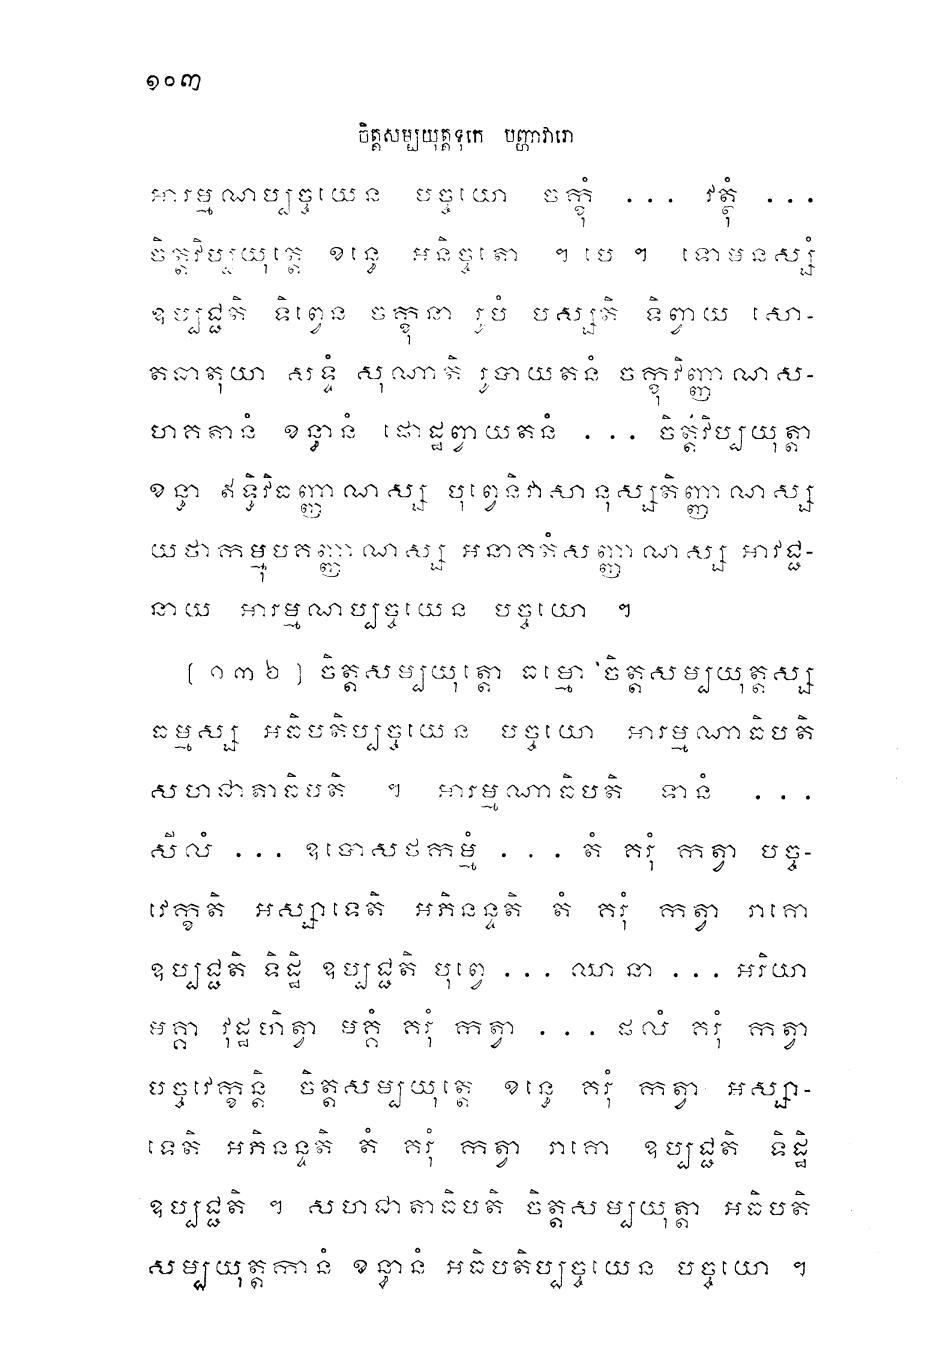 ១០៣
ចិត្តសម្បយុត្តទុកេ បញ្ហាវារោ
អារម្មណប្បច្ចយេន បច្ចយោ ចក្ខុំ ... វត្ថុំ ...
ចិត្តវិប្បយុត្តេ ខន្ធេ អនិច្ចតោ ។ បេ ។ ទោមនស្សំ
ឧប្បជ្ជតិ ទិព្វេន ចក្ខុនា រូបំ បស្សតិ ទិព្វាយ សោ-
តធាតុយា សទ្ទំ សុណាតិ រូបាយតនំ ចក្ខុវិញ្ញាណស-
ហគតានំ ខន្ធានំ ផោដ្ឋព្វាយតនំ ... ចិត្តវិប្បយុត្តា
ខន្ធា ឥទ្ធិវិធញ្ញាណស្ស បុព្វេនិវាសានុស្សតិញ្ញាណស្ស
យថាកម្មុបគញ្ញាណស្ស អនាគតំសញ្ញាណស្ស អាវជ្ជ-
នាយ អារម្មណប្បច្ចយេន បច្ចយោ ។
[១៣៦] ចិត្តសម្បយុត្តោ ធម្មោ ចិត្តសម្បយុត្តស្ស
ធម្មស្ស អធិបតិប្បច្ចយេន បច្ចយោ អារម្មណាធិបតិ
សហជាតាធិបតិ ។ អារម្មណាធិបតិ ទានំ ...
សីលំ ... ឧបោសថកម្មំ ... តំ គរុំ កត្វា បច្ច-
វេក្ខតិ អស្សាទេតិ អភិនន្ទតិ តំ គរុំ កត្វា រាគោ
ឧប្បជ្ជតិ ទិដ្ឋិ ឧប្បជ្ជតិ បុព្វេ ... ឈានា ... អរិយា
មគ្គា វុដ្ឋហិត្វា មគ្គំ គរុំ កត្វា ... ផលំ គរុំ កត្វា
បច្ចវេក្ខន្តិ ចិត្តសម្បយុត្តេ ខន្ធេ គរុំ កត្វា អស្សា-
ទេតិ អភិនន្ទតិ តំ គរុំ កត្វា រាគោ ឧប្បជ្ជតិ ទិដ្ឋិ
ឧប្បជ្ជតិ ។ សហជាតាធិបតិ ចិត្តសម្បយុត្តា អធិបតិ
សម្បយុត្តកានំ ខន្ធានំ អធិបតិប្បច្ចយេន បច្ចយោ ។